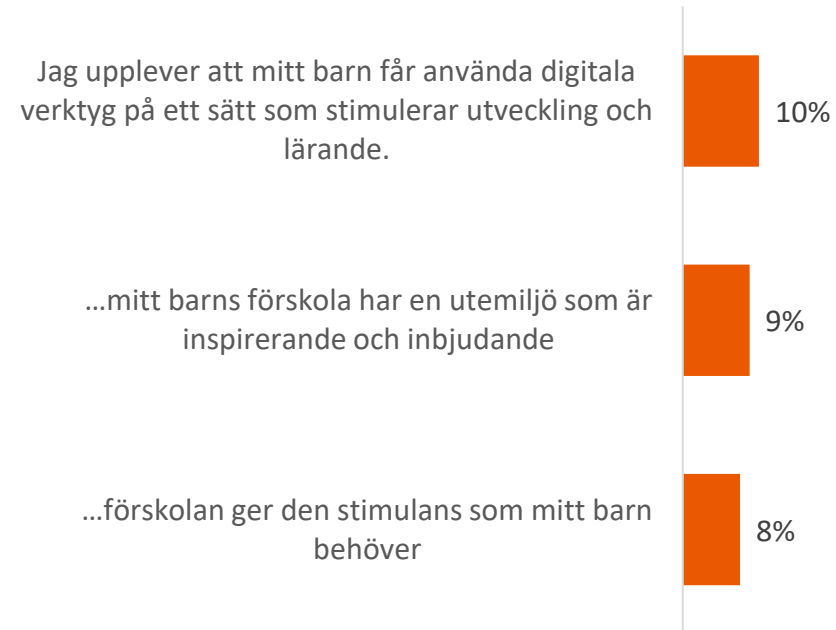 Jag upplever att mitt barn får använda digitala
verktyg på ett sätt som stimulerar utveckling och
lärande.
10%
...mitt barns förskola har en utemiljö som är
inspirerande och inbjudande
9%
...förskolan ger den stimulans som mitt barn
behöver
8%